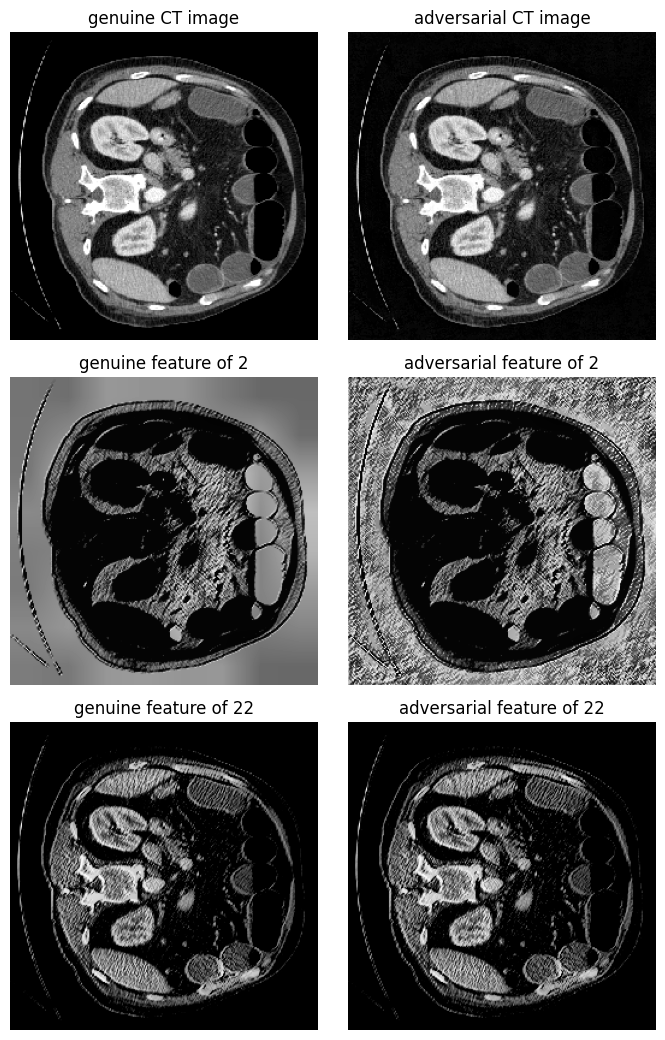 genuine CT image
adversarial CT image
genuine feature of 2
adversarial feature of 2
genuine feature of 22
adversarial feature of 22